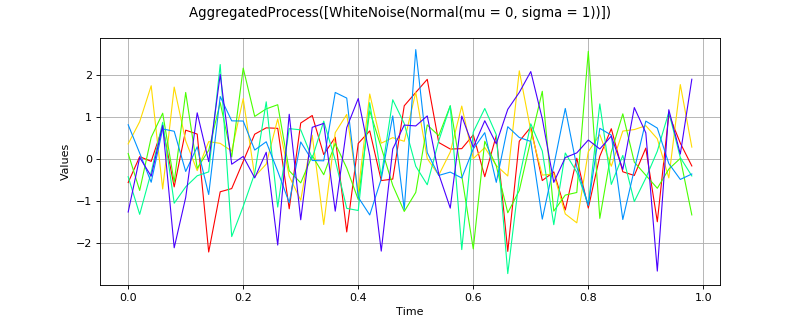 AggregatedProcess([WhiteNoise(Normal(mu = 0, sigma = 1))])
Values
2
1
0
−1
−2
0.0 0.2 0.4 0.6 0.8 1.0
Time